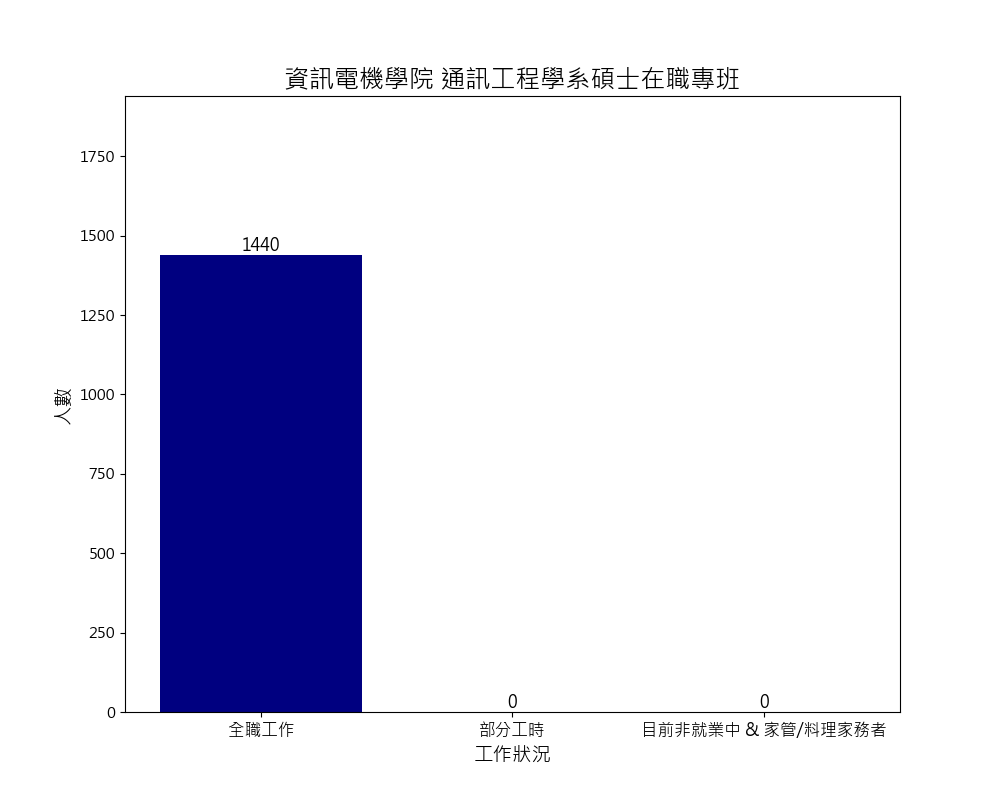 資訊電機學院 通訊工程學系碩士在職專班
1750
1500
1250
1000
750
500
250
0
人數
1440
0
0
全職工作
部分工時
目前非就業中 & 家管/料理家務者
工作狀況